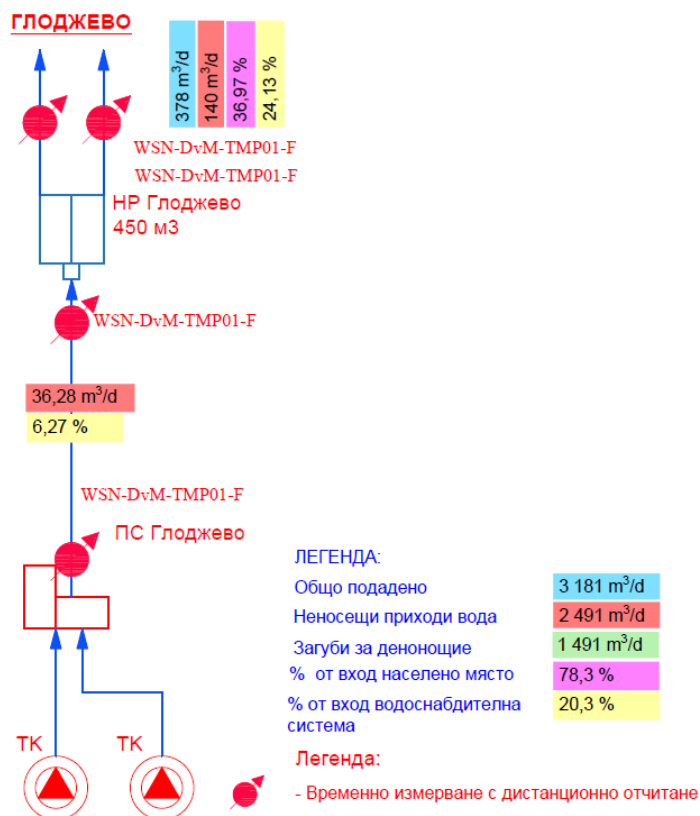 ГЛОДЖЕВО
378 m³/d
140 m³/d
36,97 %
24,13 %
WSN-DvM-TMP01-F
WSN-DvM-TMP01-F
НР Глоджево
450 м3
WSN-DvM-TMP01-F
36,28 m³/d
6,27 %
WSN-DvM-TMP01-F
ПС Глоджево
ТК
ТК
ЛЕГЕНДА:
Общо подадено 3 181 m³/d
Неносещи приходи вода 2 491 m³/d
Загуби за денонощие 1 491 m³/d
% от вход населено място 78,3 %
% от вход водоснабдителна система 20,3 %
Легенда:
- Временно измерване с дистанционно отчитане